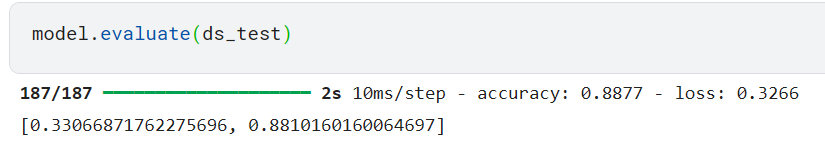 model.evaluate(ds_test)
187/187 ━━━━━━━━━━━━━━━━━━━━ 2s 10ms/step - accuracy: 0.8877 - loss: 0.3266
[0.33066871762275696, 0.8810160160064697]